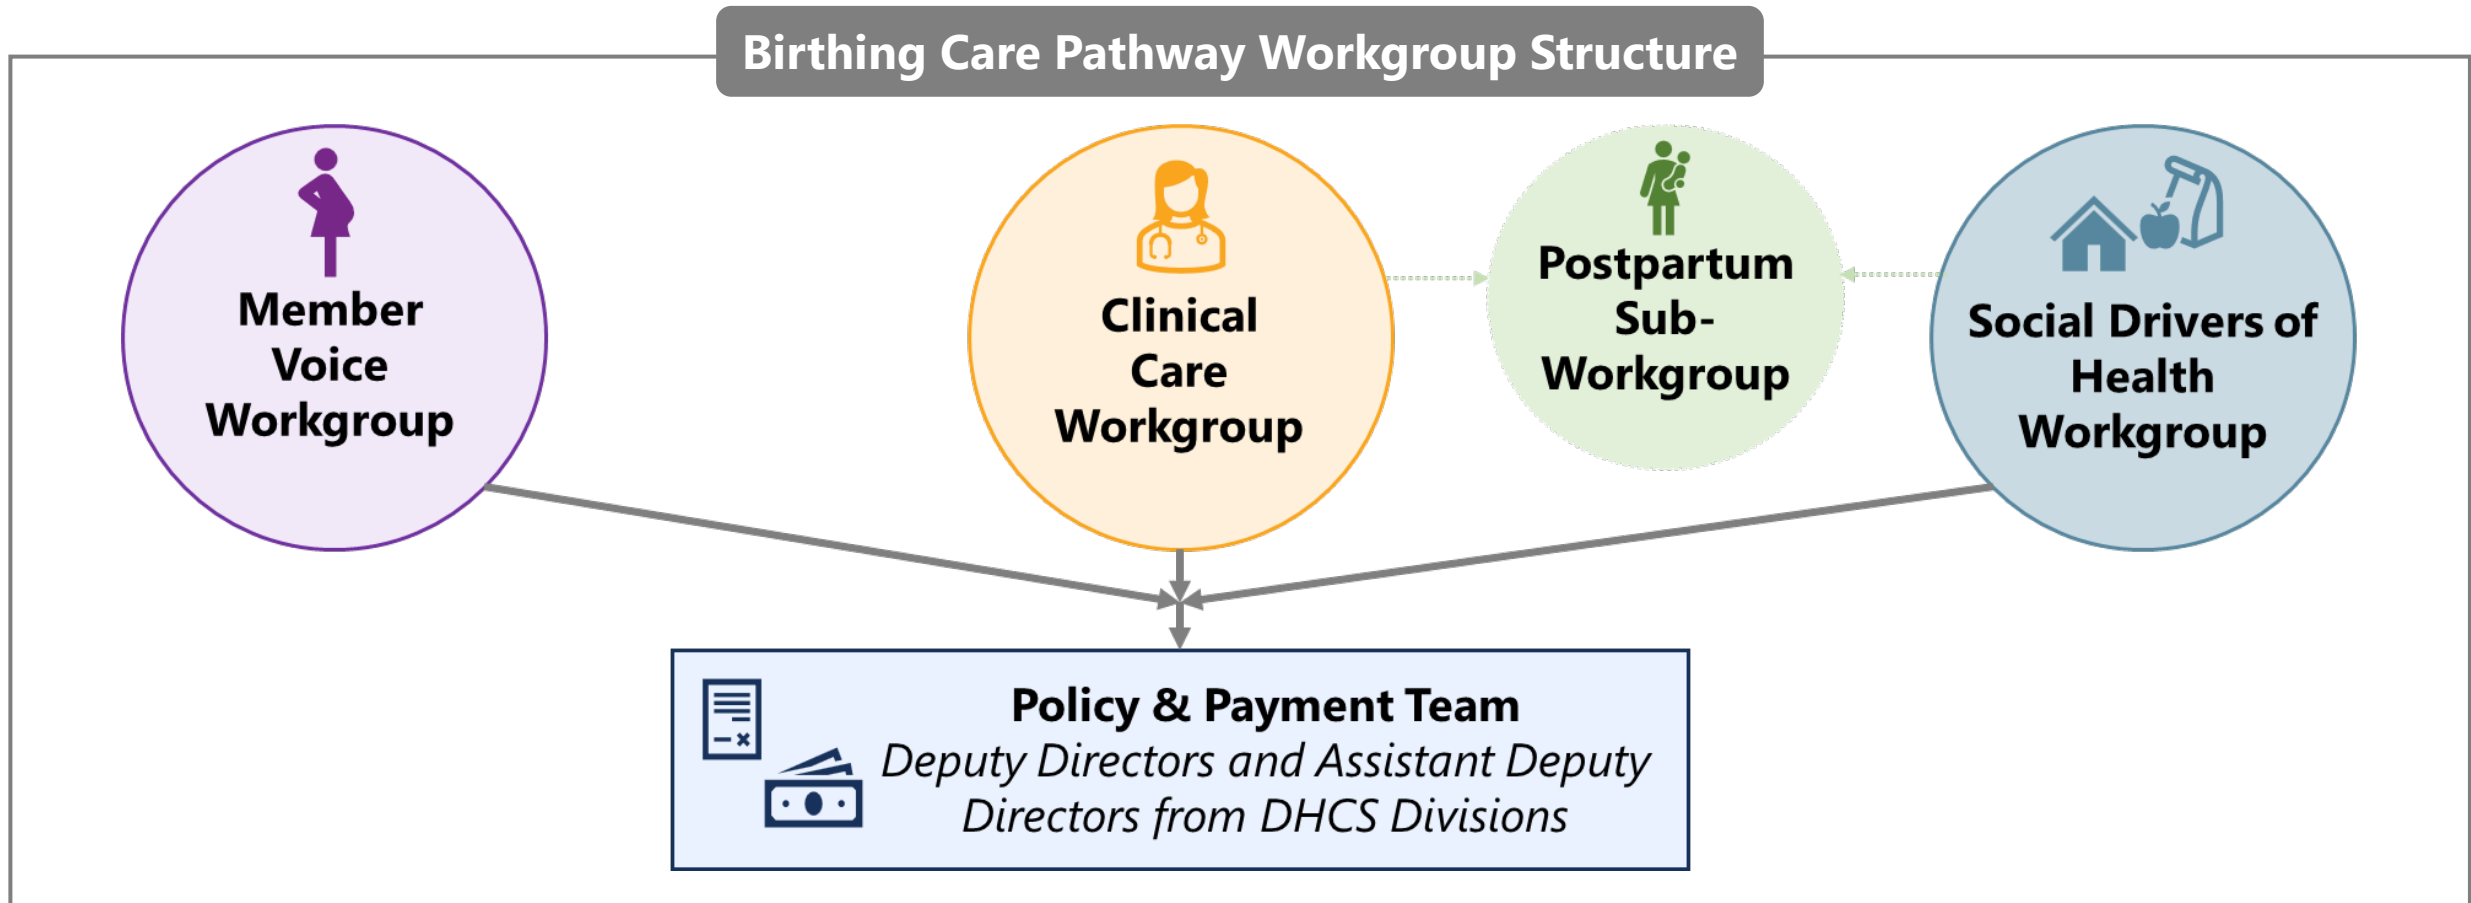 Birthing Care Pathway Workgroup Structure
Member
Voice
Workgroup
Clinical
Care
Workgroup
Postpartum
Sub-
Workgroup
Social Drivers of
Health
Workgroup
Policy & Payment Team
Deputy Directors and Assistant Deputy
Directors from DHCS Divisions